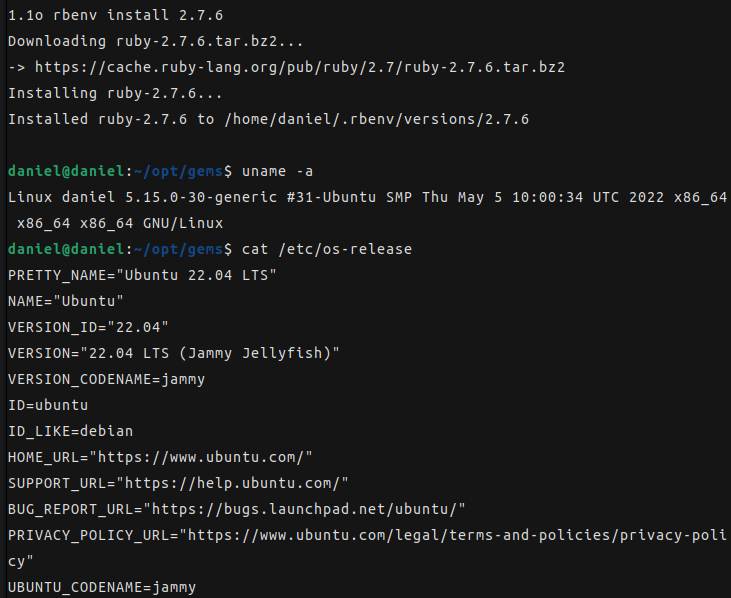 1.1o rbenv install 2.7.6
Downloading ruby-2.7.6.tar.bz2...
-> https://cache.ruby-lang.org/pub/ruby/2.7/ruby-2.7.6.tar.bz2
Installing ruby-2.7.6...
Installed ruby-2.7.6 to /home/daniel/.rbenv/versions/2.7.6
daniel@daniel:~/opt/gems$ uname -a
Linux daniel 5.15.0-30-generic #31-Ubuntu SMP Thu May 5 10:00:34 UTC 2022 x86_64
 x86_64 x86_64 GNU/Linux
daniel@daniel:~/opt/gems$ cat /etc/os-release
PRETTY_NAME="Ubuntu 22.04 LTS"
NAME="Ubuntu"
VERSION_ID="22.04"
VERSION="22.04 LTS (Jammy Jellyfish)"
VERSION_CODENAME=jammy
ID=ubuntu
ID_LIKE=debian
HOME_URL="https://www.ubuntu.com/"
SUPPORT_URL="https://help.ubuntu.com/"
BUG_REPORT_URL="https://bugs.launchpad.net/ubuntu/"
PRIVACY_POLICY_URL="https://www.ubuntu.com/legal/terms-and-policies/privacy-poli
cy"
UBUNTU_CODENAME=jammy